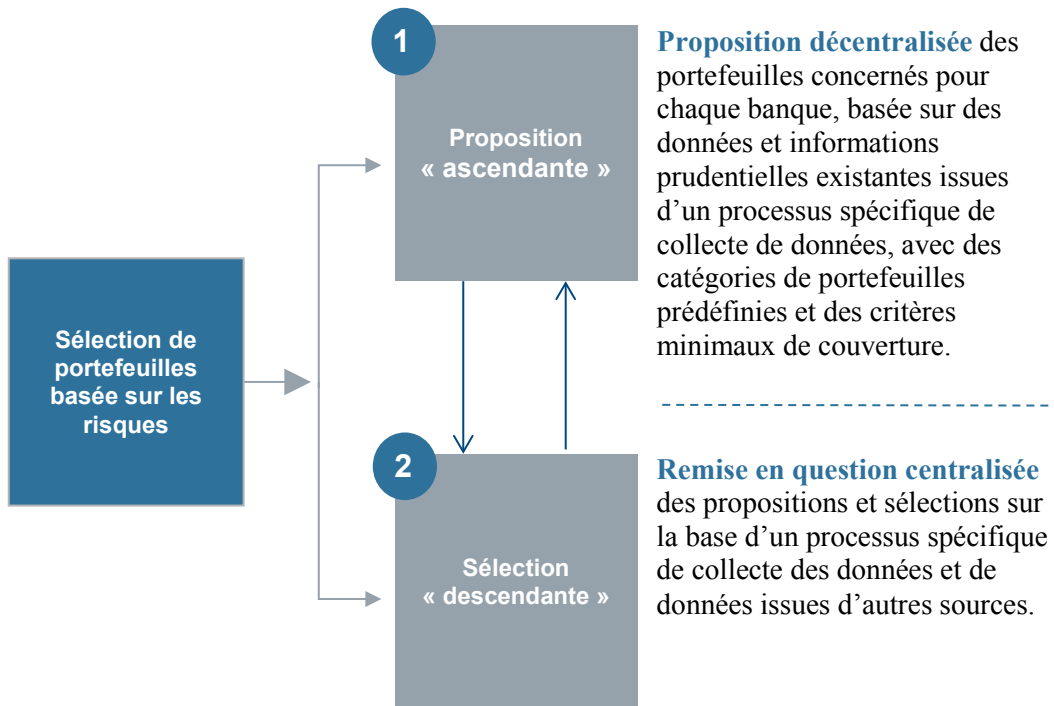 Sélection de
portefeuilles
basée sur les
risques
1
Proposition
« ascendante »
Proposition décentralisée des
portefeuilles concernés pour
chaque banque, basée sur des
données et informations
prudentielles existantes issues
d’un processus spécifique de
collecte de données, avec des
catégories de portefeuilles
prédéfinies et des critères
minimaux de couverture.
2
Sélection
« descendante »
Remise en question centralisée
des propositions et sélections sur
la base d’un processus spécifique
de collecte des données et de
données issues d’autres sources.